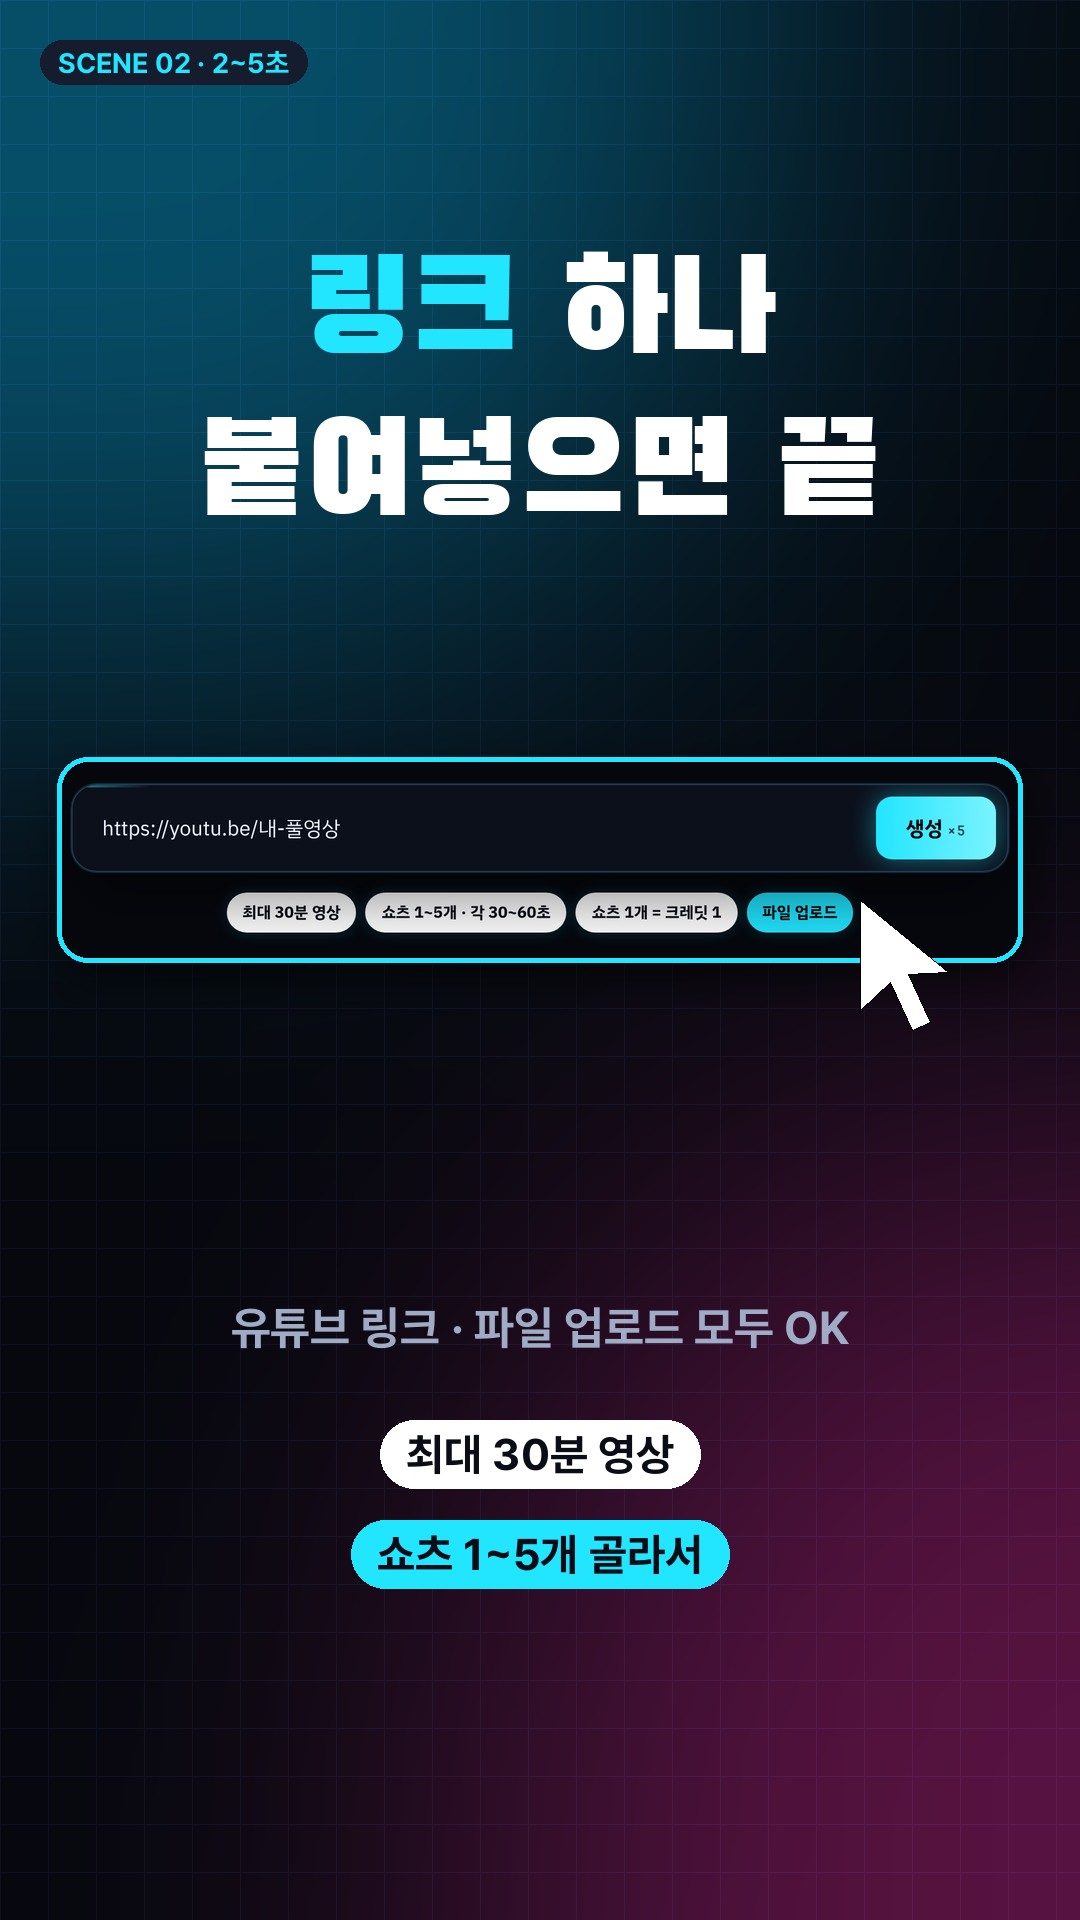 SCENE 02 · 2~5초
링크 하나
붙여넣으면 끝
https://youtu.be/내-풀영상
생성 ×5
최대 30분 영상
쇼츠 1~5개 · 각 30~60초
쇼츠 1개 = 크레딧 1
파일 업로드
유튜브 링크 · 파일 업로드 모두 OK
최대 30분 영상
쇼츠 1~5개 골라서